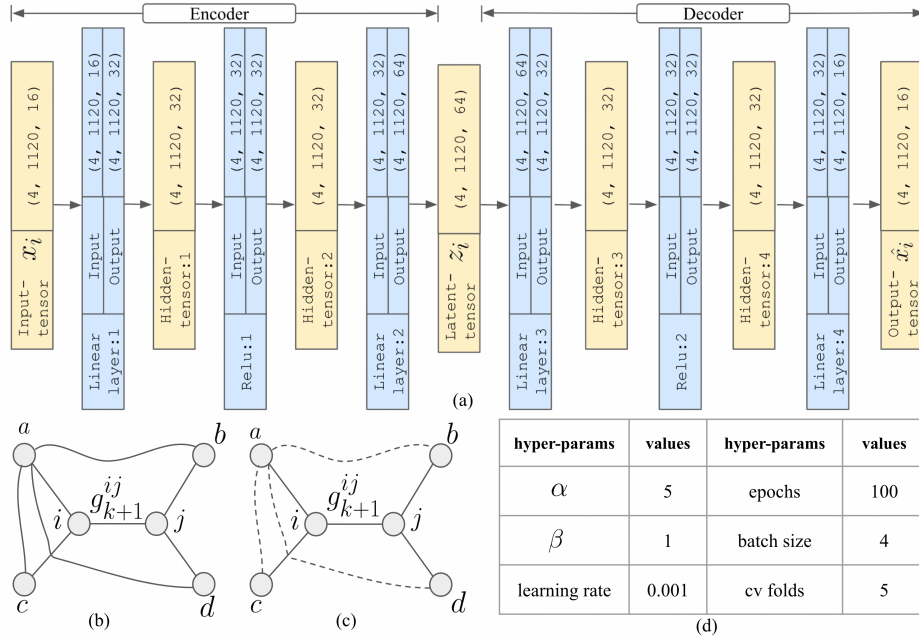 Encoder
Decoder
Input-
tensor
x_i
(4, 1120, 16)
Linear
layer:1
Input
(4, 1120, 16)
Output
(4, 1120, 32)
Hidden-
tensor:1
(4, 1120, 32)
Relu:1
Input
(4, 1120, 32)
Output
(4, 1120, 32)
Hidden-
tensor:2
(4, 1120, 32)
Linear
layer:2
Input
(4, 1120, 32)
Output
(4, 1120, 64)
Latent-
tensor
z_i
(4, 1120, 64)
Linear
layer:3
Input
(4, 1120, 64)
Output
(4, 1120, 32)
Hidden-
tensor:3
(4, 1120, 32)
Relu:2
Input
(4, 1120, 32)
Output
(4, 1120, 32)
Hidden-
tensor:4
(4, 1120, 32)
Linear
layer:4
Input
(4, 1120, 32)
Output
(4, 1120, 16)
Output-
tensor
x̂_i
(4, 1120, 16)
(a)
a
b
g_{k+1}^{ij}
i
j
c
d
(b)
a
b
g_{k+1}^{ij}
i
j
c
d
(c)
hyper-params values hyper-params values
α 5 epochs 100
β 1 batch size 4
learning rate 0.001 cv folds 5
(d)